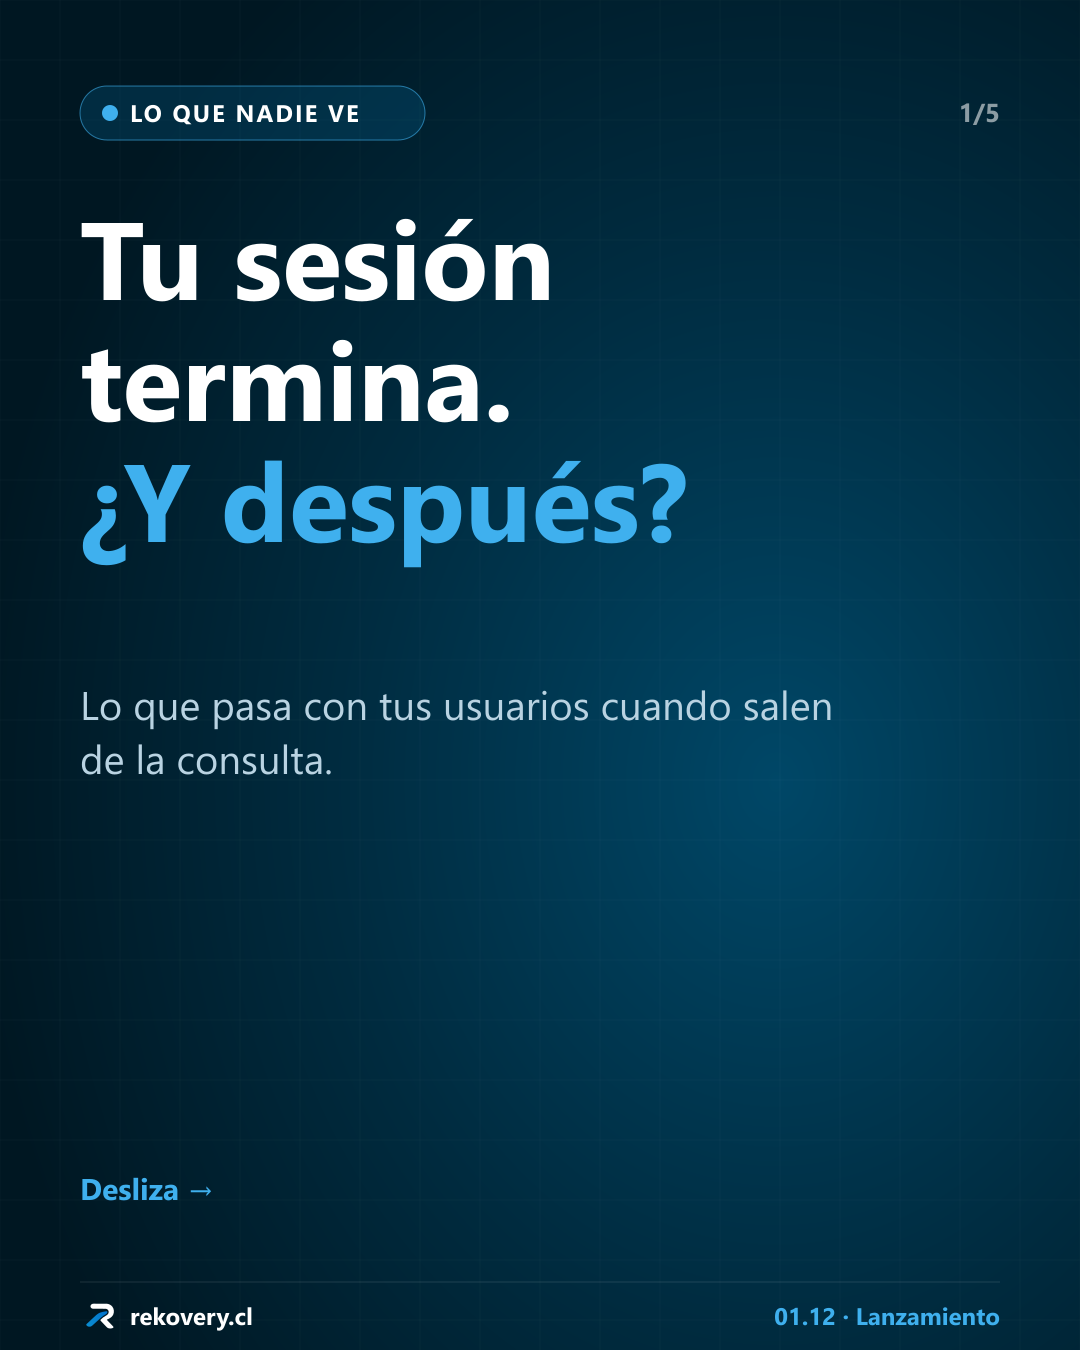 LO QUE NADIE VE
1/5
Tu sesión
termina.
¿Y después?
Lo que pasa con tus usuarios cuando salen
de la consulta.
Desliza →
rekovery.cl
01.12 · Lanzamiento